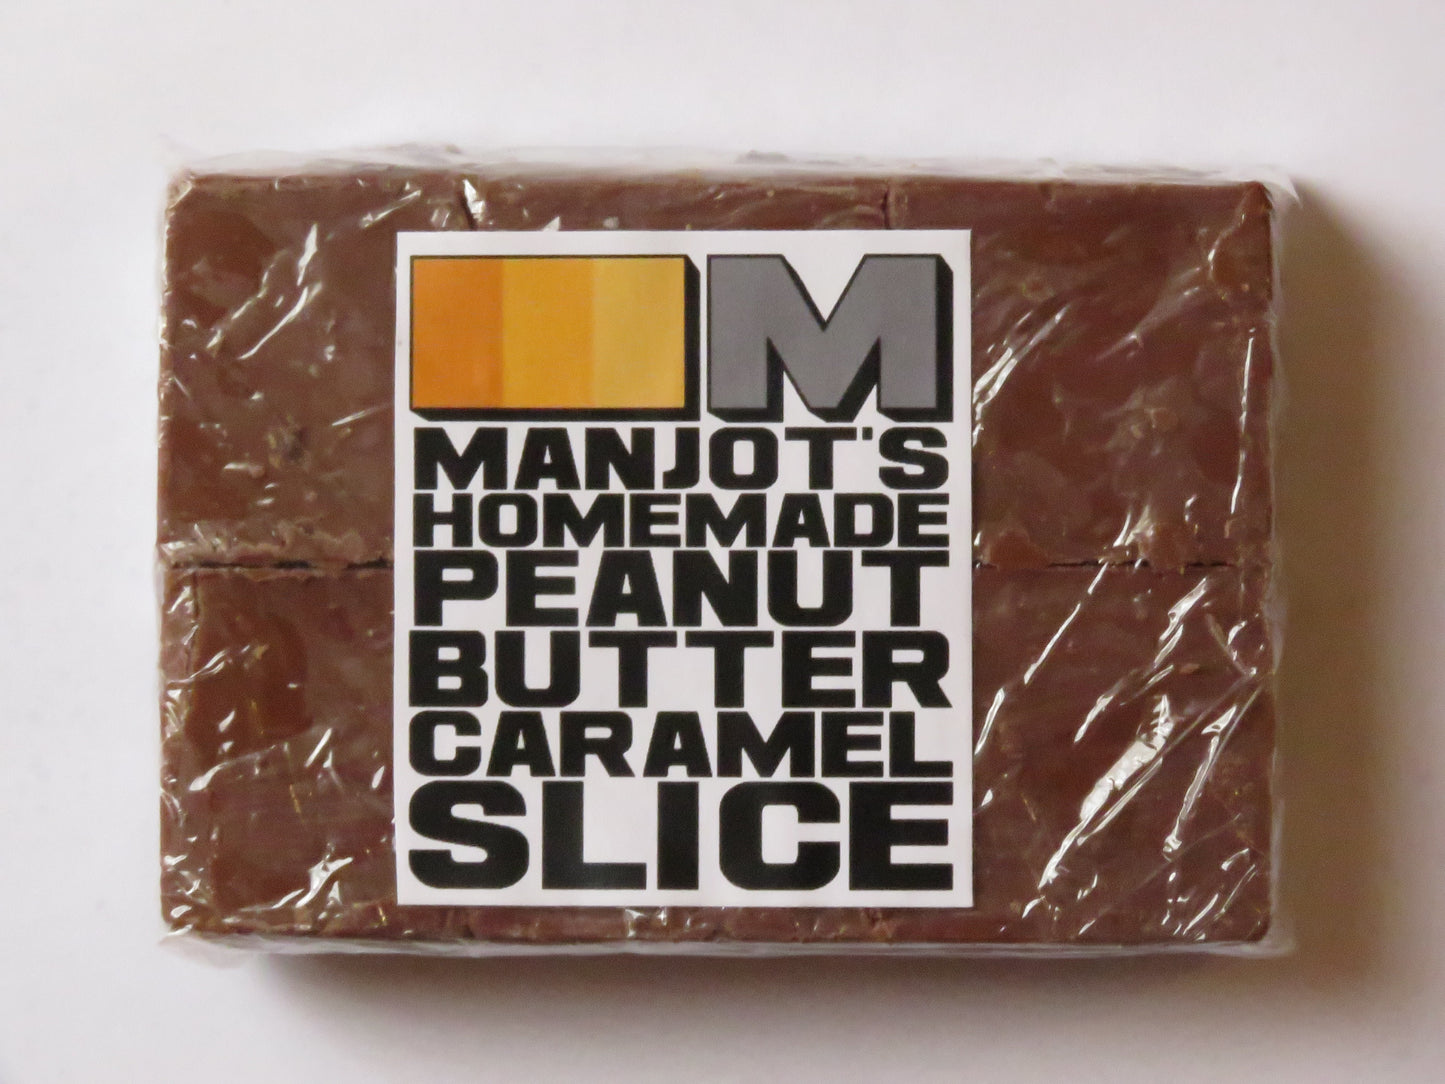 M
MANJOT'S
HOMEMADE
PEANUT
BUTTER
CARAMEL
SLICE